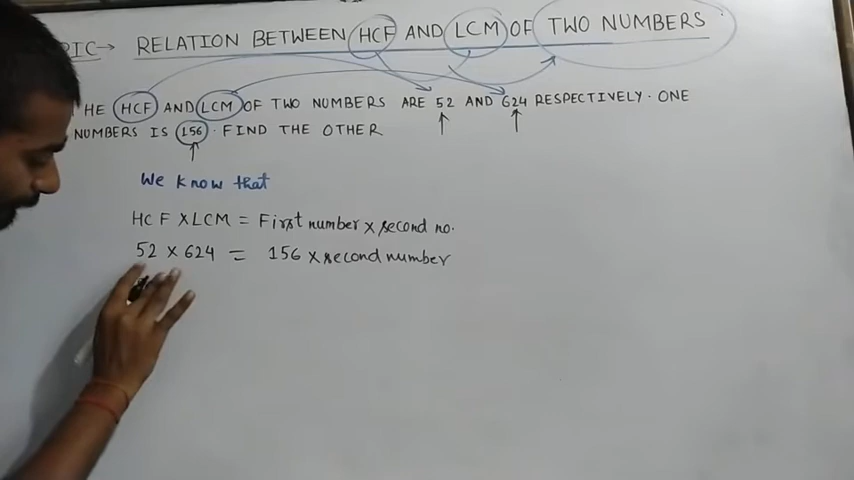 PIC→ RELATION BETWEEN HCF AND LCM OF TWO NUMBERS
HE HCF AND LCM OF TWO NUMBERS ARE 52 AND 624 RESPECTIVELY. ONE
NUMBERS IS 156. FIND THE OTHER
We know that
HCF X LCM = First number x second no.
52 x 624 = 156 x second number